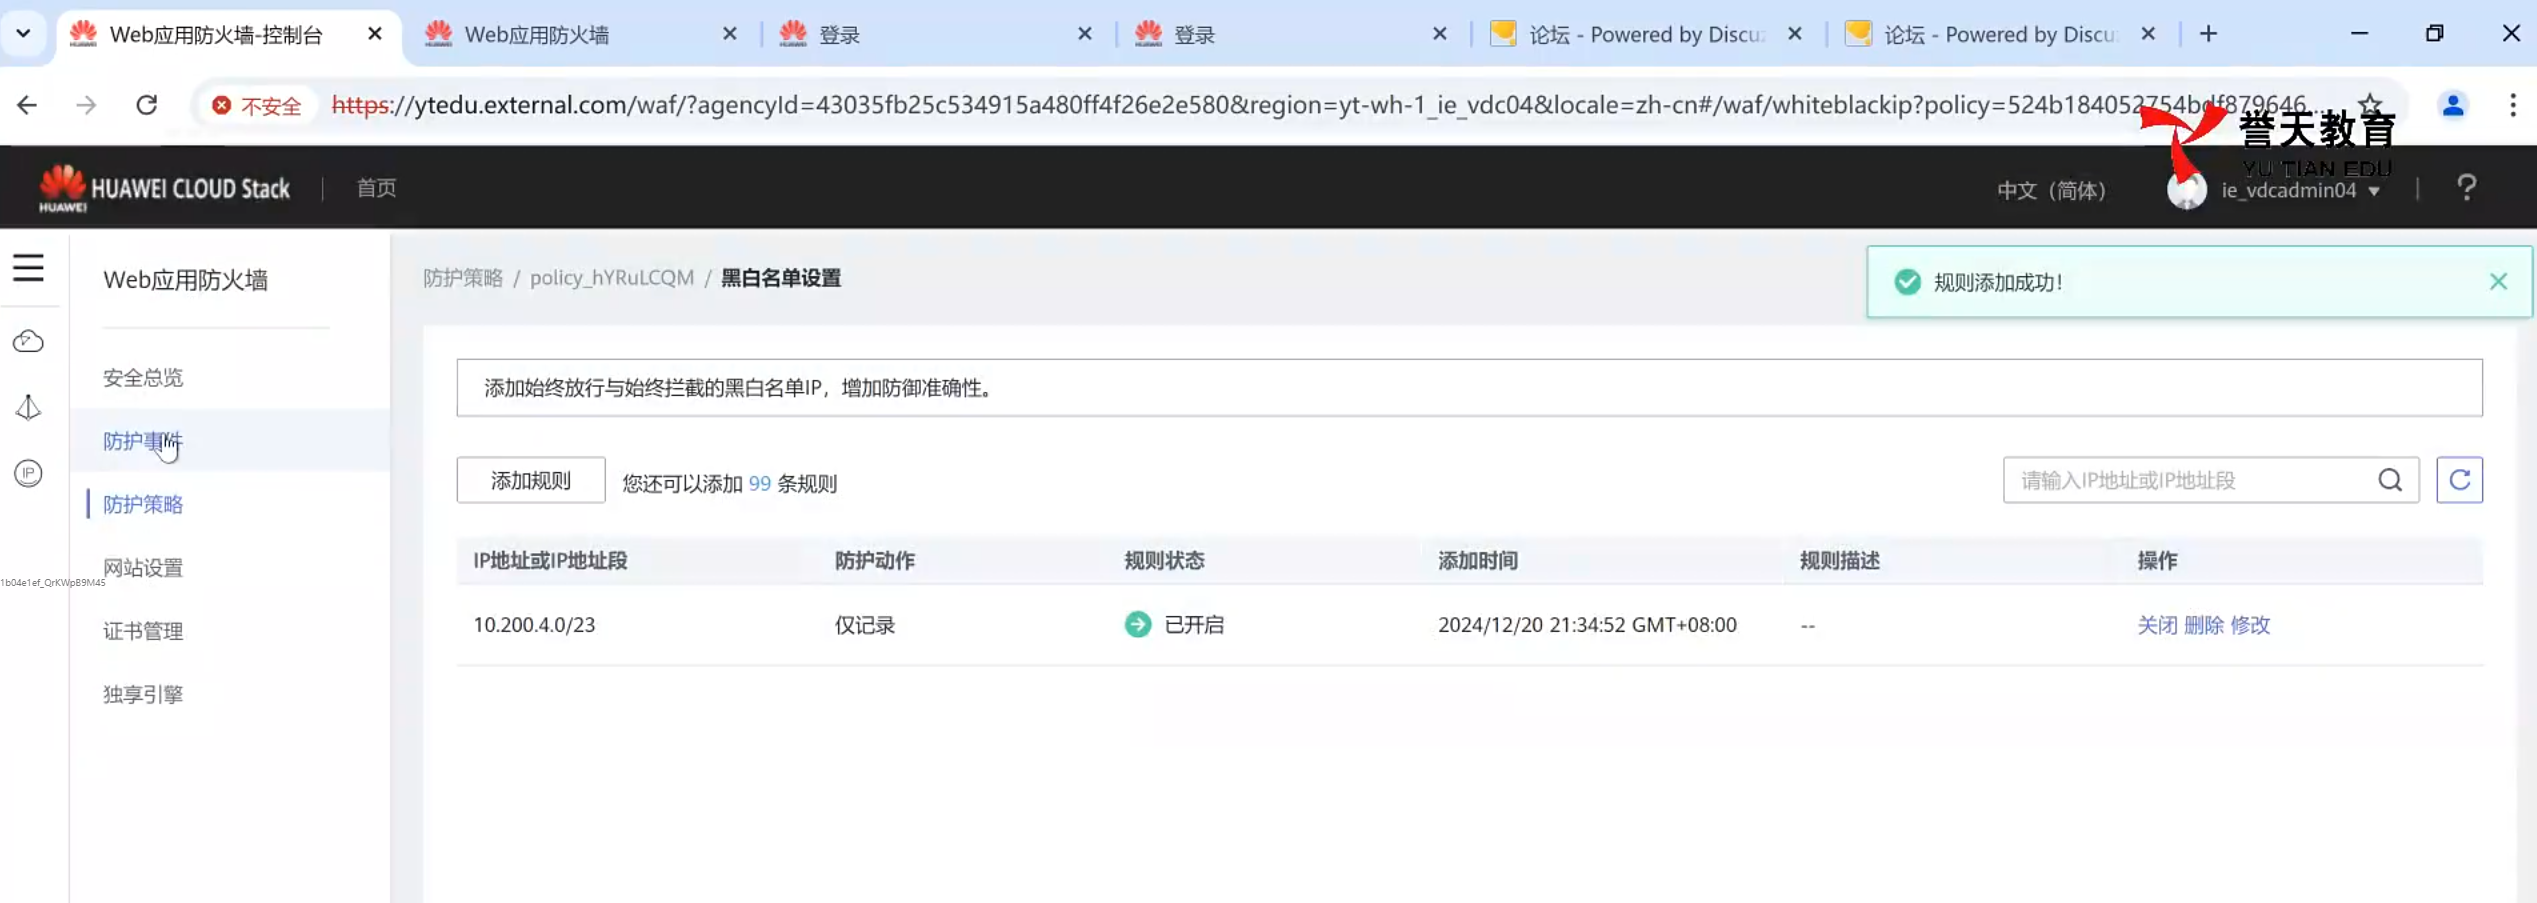 Web应用防火墙-控制台
Web应用防火墙
登录
登录
论坛 - Powered by Discu
论坛 - Powered by Discu
不安全
https://ytedu.external.com/waf/?agencyId=43035fb25c534915a480ff4f26e2e580&region=yt-wh-1_ie_vdc04&locale=zh-cn#/waf/whiteblackip?policy=524b184052754bdf879646...
誉天教育
YU TIAN EDU
HUAWEI
HUAWEI CLOUD Stack
首页
中文（简体）
ie_vdcadmin04
?
Web应用防火墙
安全总览
防护事件
防护策略
网站设置
1b04e1ef_QrKWpB9M45
证书管理
独享引擎
IP
防护策略 / policy_hYRuLCQM / 黑白名单设置
规则添加成功！
添加始终放行与始终拦截的黑白名单IP，增加防御准确性。
添加规则
您还可以添加 99 条规则
请输入IP地址或IP地址段
IP地址或IP地址段 防护动作 规则状态 添加时间 规则描述 操作
10.200.4.0/23 仅记录 已开启 2024/12/20 21:34:52 GMT+08:00 -- 关闭 删除 修改